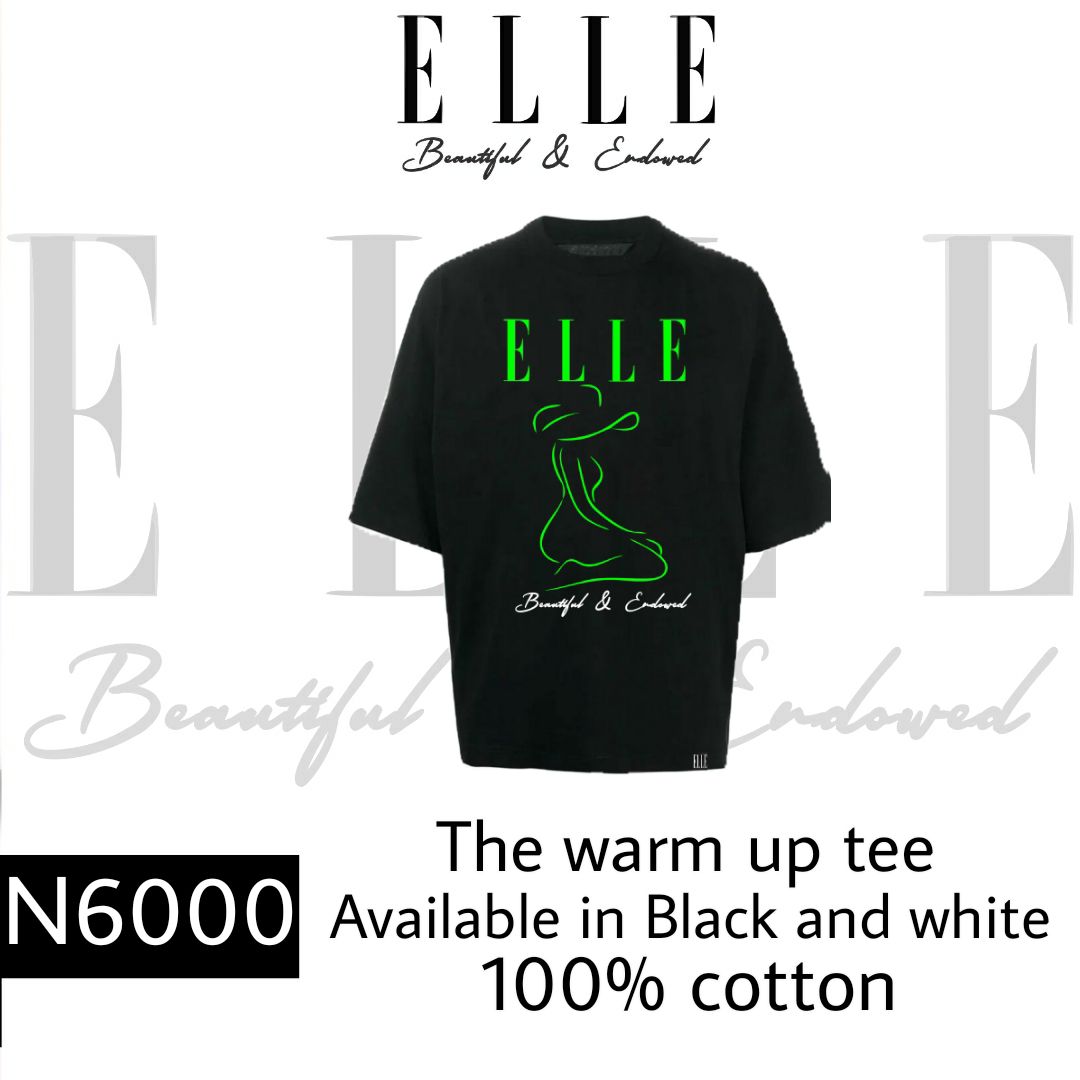 ELLE
Beautiful & Endowed
ELLE
ELLE
Beautiful & Endowed
Beautiful Endowed
ELLE
The warm up tee
N6000
Available in Black and white
100% cotton